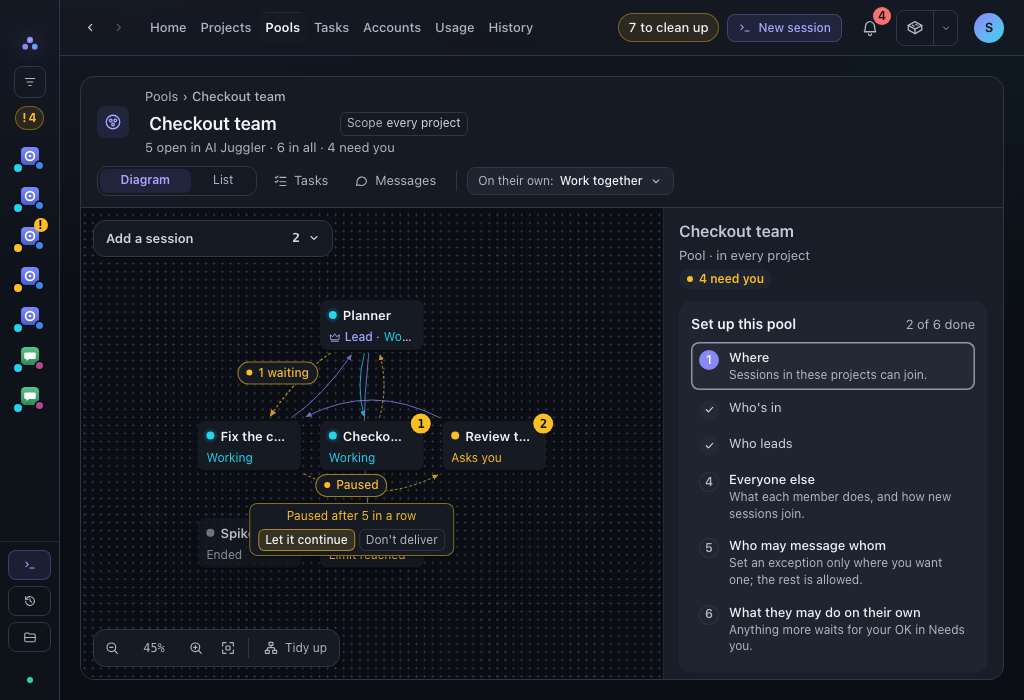 Home Projects Pools Tasks Accounts Usage History
7 to clean up
New session
4
S
! 4
!
Pools › Checkout team
Checkout team
Scope every project
5 open in AI Juggler · 6 in all · 4 need you
Diagram
List
Tasks
Messages
On their own: Work together
Add a session 2
Planner
Lead · Wo...
1 waiting
1
2
Fix the c...
Working
Checko...
Working
Review t...
Asks you
Paused
Paused after 5 in a row
Let it continue
Don't deliver
Ended
45%
Tidy up
Checkout team
Pool · in every project
4 need you
Set up this pool
2 of 6 done
1
Where
Sessions in these projects can join.
Who's in
Who leads
4
Everyone else
What each member does, and how new
sessions join.
5
Who may message whom
Set an exception only where you want
one; the rest is allowed.
6
What they may do on their own
Anything more waits for your OK in Needs
you.